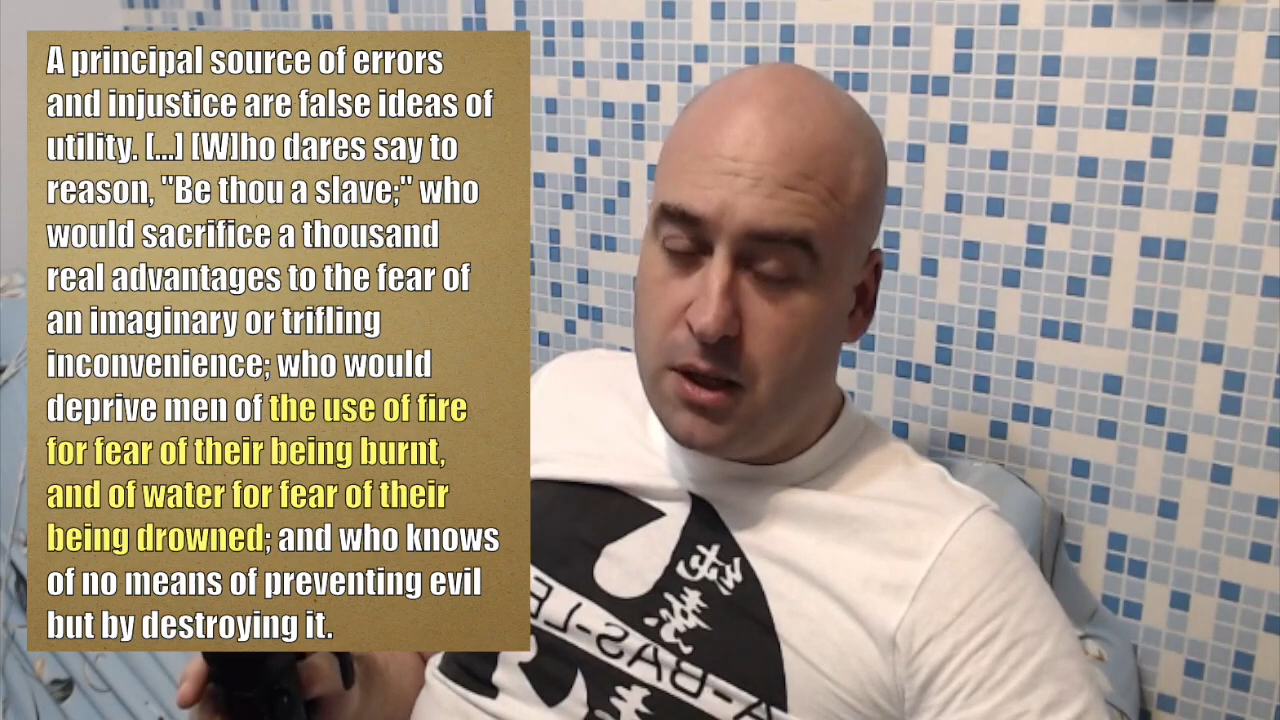 A principal source of errors
and injustice are false ideas of
utility. [...] [W]ho dares say to
reason, "Be thou a slave;" who
would sacrifice a thousand
real advantages to the fear of
an imaginary or trifling
inconvenience; who would
deprive men of the use of fire
for fear of their being burnt,
and of water for fear of their
being drowned; and who knows
of no means of preventing evil
but by destroying it.
A-BAS-LE